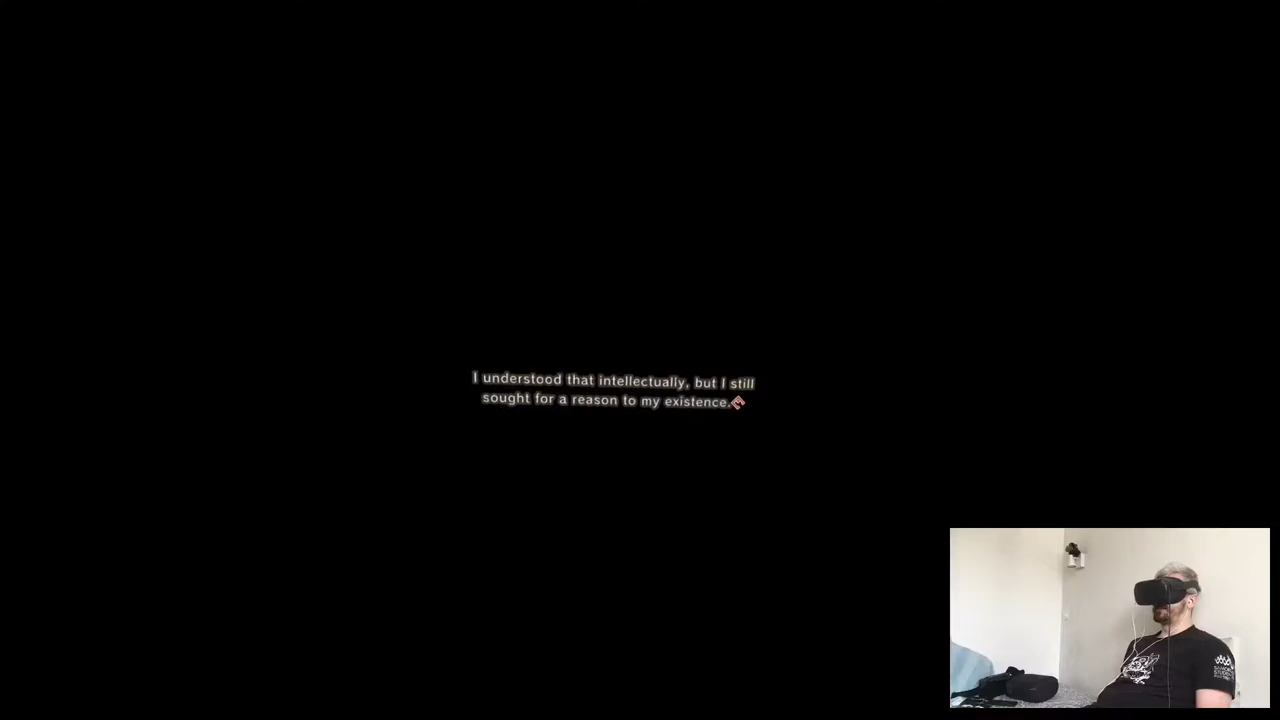 I understood that intellectually, but I still
sought for a reason to my existence.